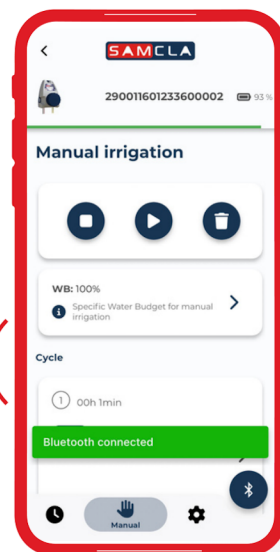 SAMCLA
290011601233600002 93 %
Manual irrigation
WB: 100%
Specific Water Budget for manual
irrigation
Cycle
1 00h 1min
Bluetooth connected
Manual